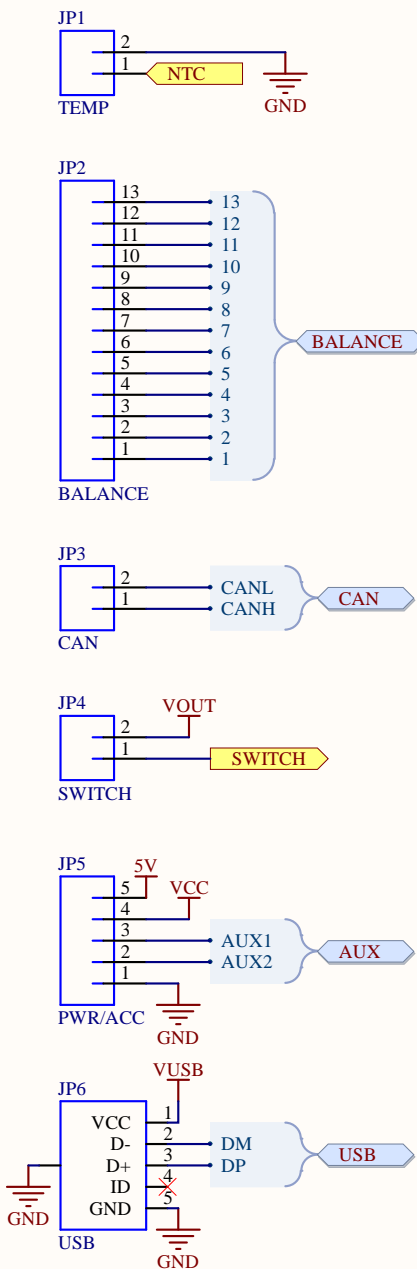 JP1
2
1 NTC
GND
TEMP
JP2
13 13
12 12
11 11
10 10
9 9
8 8
7 7
BALANCE
6 6
5 5
4 4
3 3
2 2
1 1
BALANCE
JP3
2 CANL
CAN
1 CANH
CAN
JP4
VOUT
2
1 SWITCH
SWITCH
JP5
5V
5 VCC
4
3 AUX1
AUX
2 AUX2
1
PWR/ACC
GND
JP6
VUSB
VCC 1
D- 2 DM
USB
D+ 3 DP
ID 4
GND 5
GND
USB
GND